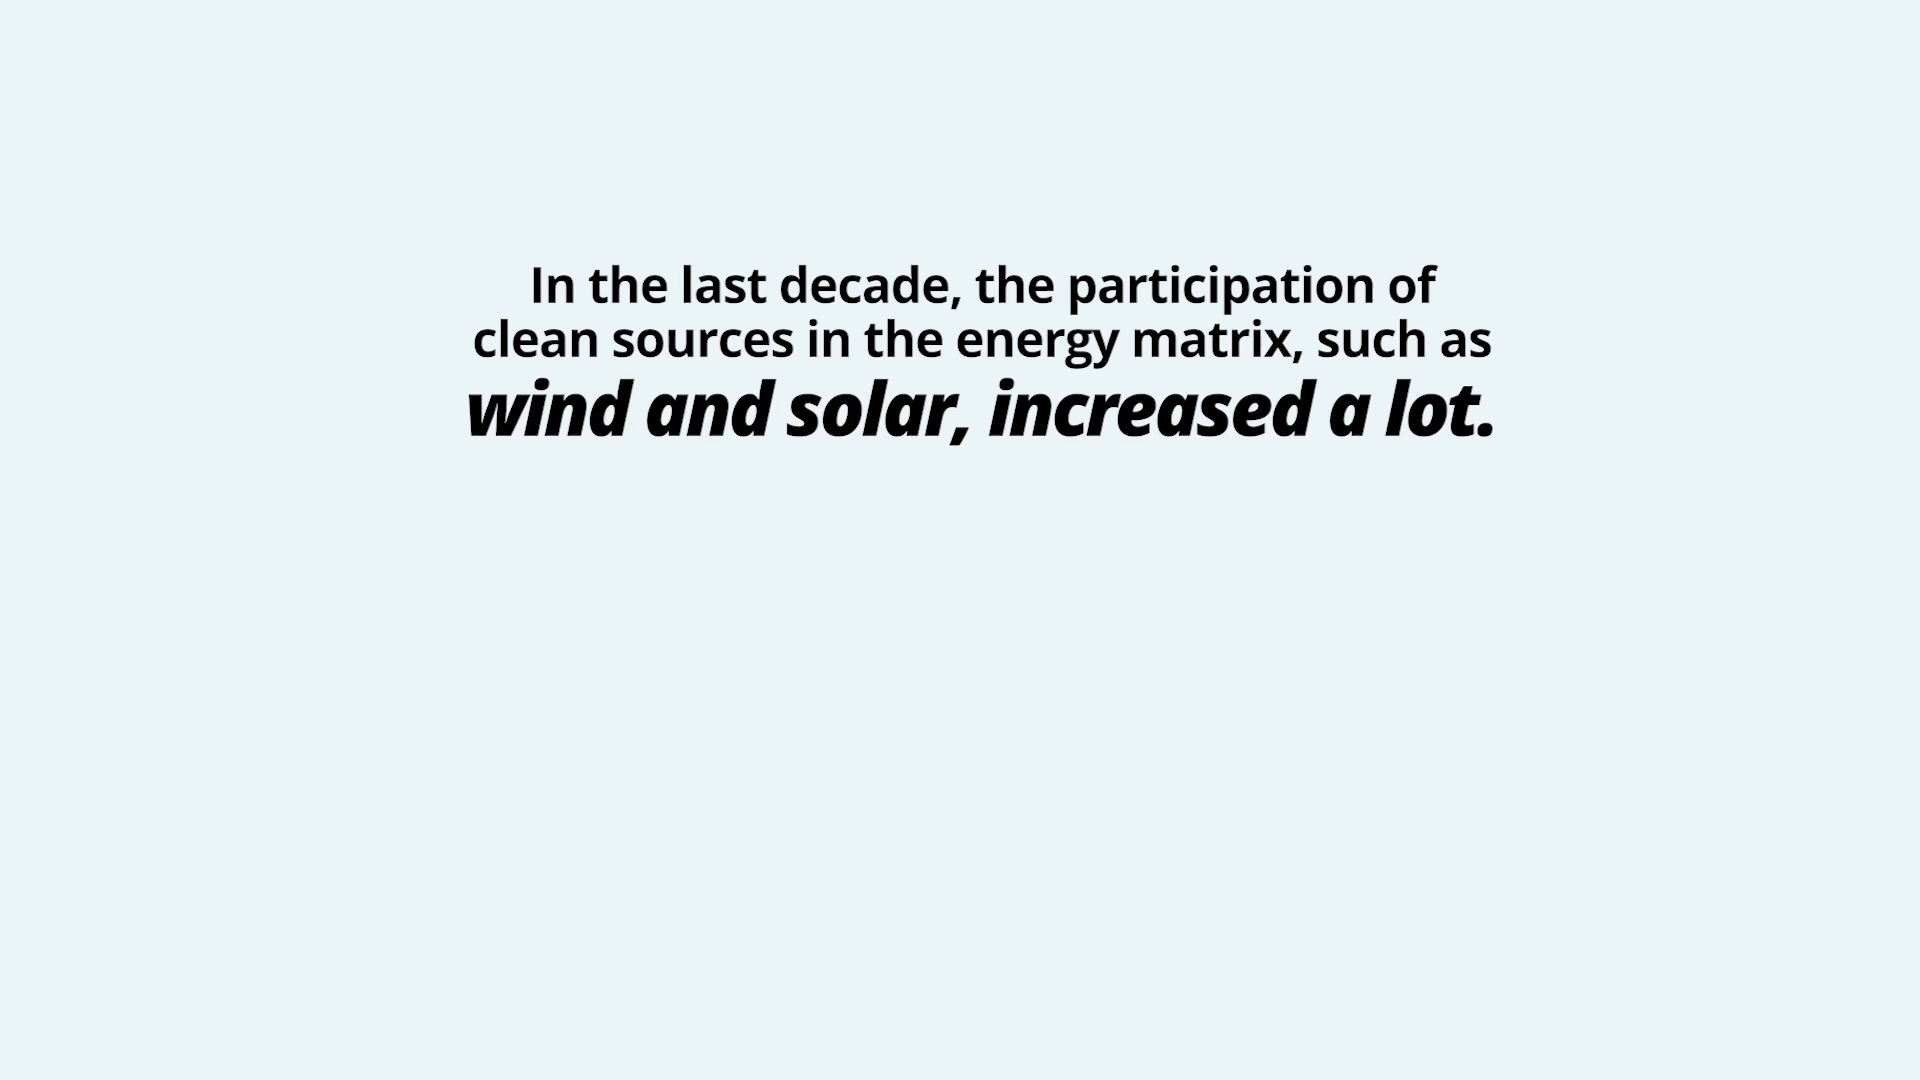 In the last decade, the participation of
clean sources in the energy matrix, such as
wind and solar, increased a lot.